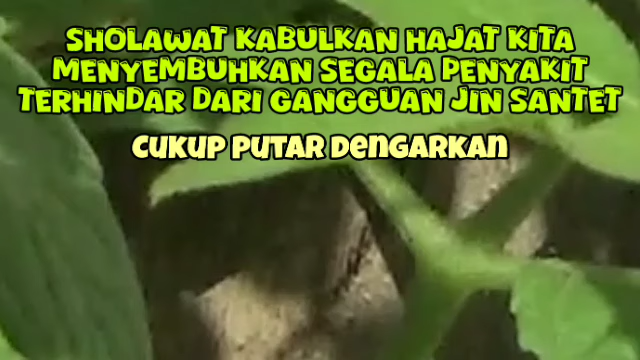 SHOLAWAT KABULKAN HAJAT KITA
MENYEMBUHKAN SEGALA PENYAKIT
TERHINDAR DARI GANGGUAN JIN SANTET
CUKUP PUTAR DENGARKAN